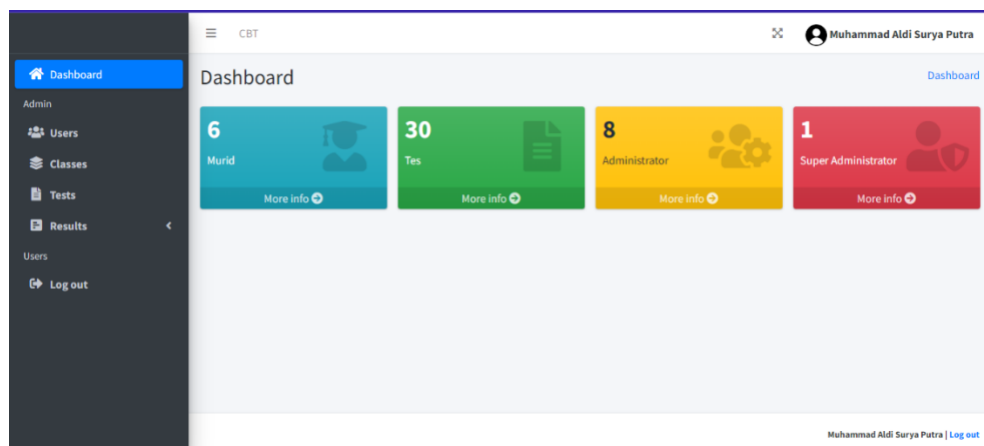 CBT
Muhammad Aldi Surya Putra
Dashboard
Admin
Users
Classes
Tests
Results
Users
Log out
Dashboard
Dashboard
6
Murid
More info
30
Tes
More info
8
Administrator
More info
1
Super Administrator
More info
Muhammad Aldi Surya Putra | Log out